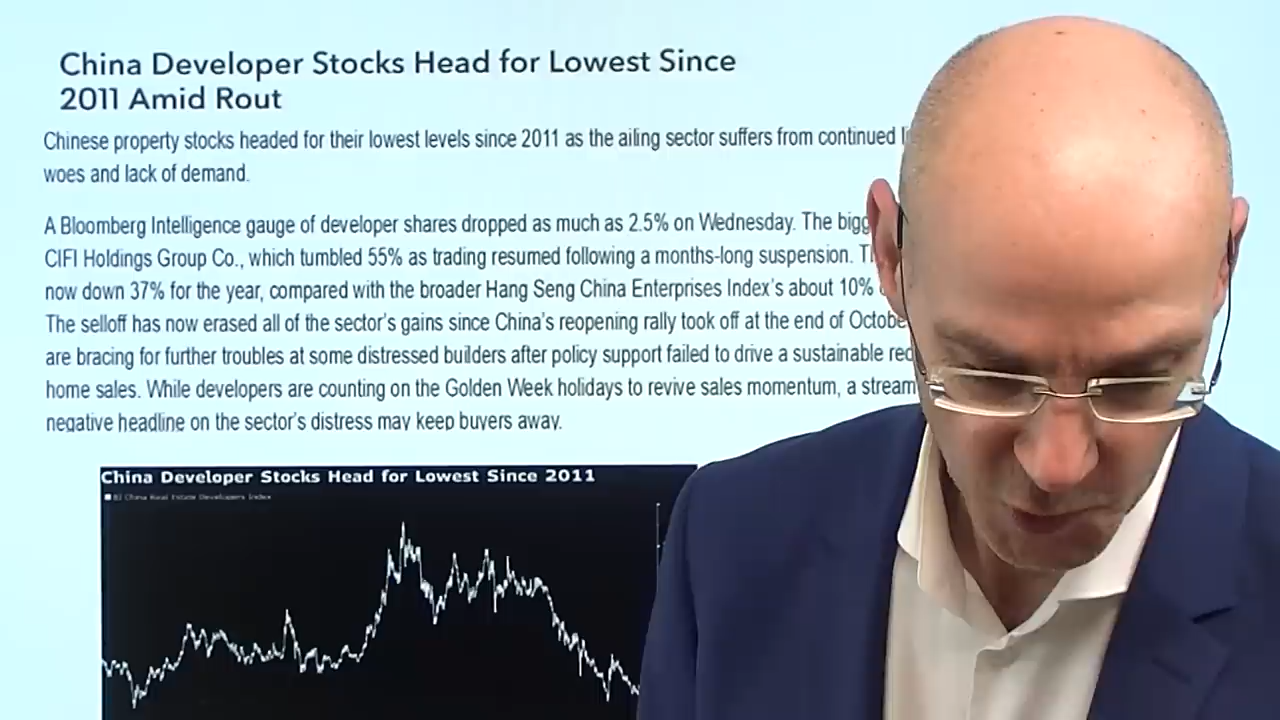 China Developer Stocks Head for Lowest Since
2011 Amid Rout
Chinese property stocks headed for their lowest levels since 2011 as the ailing sector suffers from continued
woes and lack of demand.
A Bloomberg Intelligence gauge of developer shares dropped as much as 2.5% on Wednesday. The
CIFI Holdings Group Co., which tumbled 55% as trading resumed following a months-long suspension.
now down 37% for the year, compared with the broader Hang Seng China Enterprises Index's about 10%
The selloff has now erased all of the sector's gains since China's reopening rally took off at the end of
are bracing for further troubles at some distressed builders after policy support failed to drive a sustainable
home sales. While developers are counting on the Golden Week holidays to revive sales momentum, a stream
negative headline on the sector's distress may keep buyers away.
China Developer Stocks Head for Lowest Since 2011
BI China Real Estate Developers Index